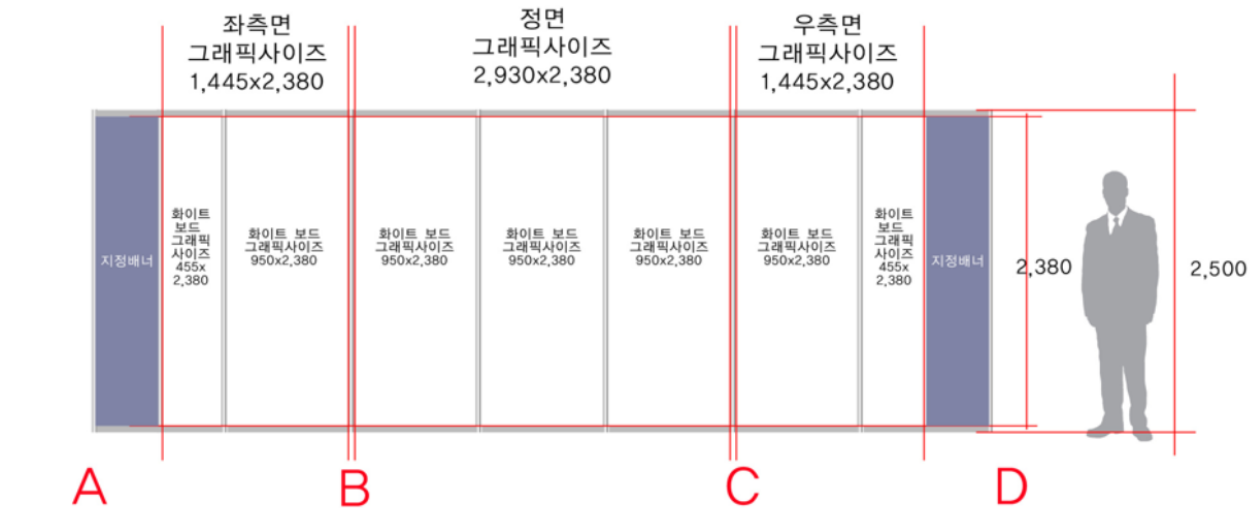 좌측면
그래픽사이즈
1,445x2,380
정면
그래픽사이즈
2,930x2,380
우측면
그래픽사이즈
1,445x2,380
지정배너
화이트
보드
그래픽
사이즈
455x
2,380
화이트 보드
그래픽사이즈
950x2,380
화이트 보드
그래픽사이즈
950x2,380
화이트 보드
그래픽사이즈
950x2,380
화이트 보드
그래픽사이즈
950x2,380
화이트 보드
그래픽사이즈
950x2,380
화이트
보드
그래픽
사이즈
455x
2,380
지정배너
2,380
2,500
A
B
C
D